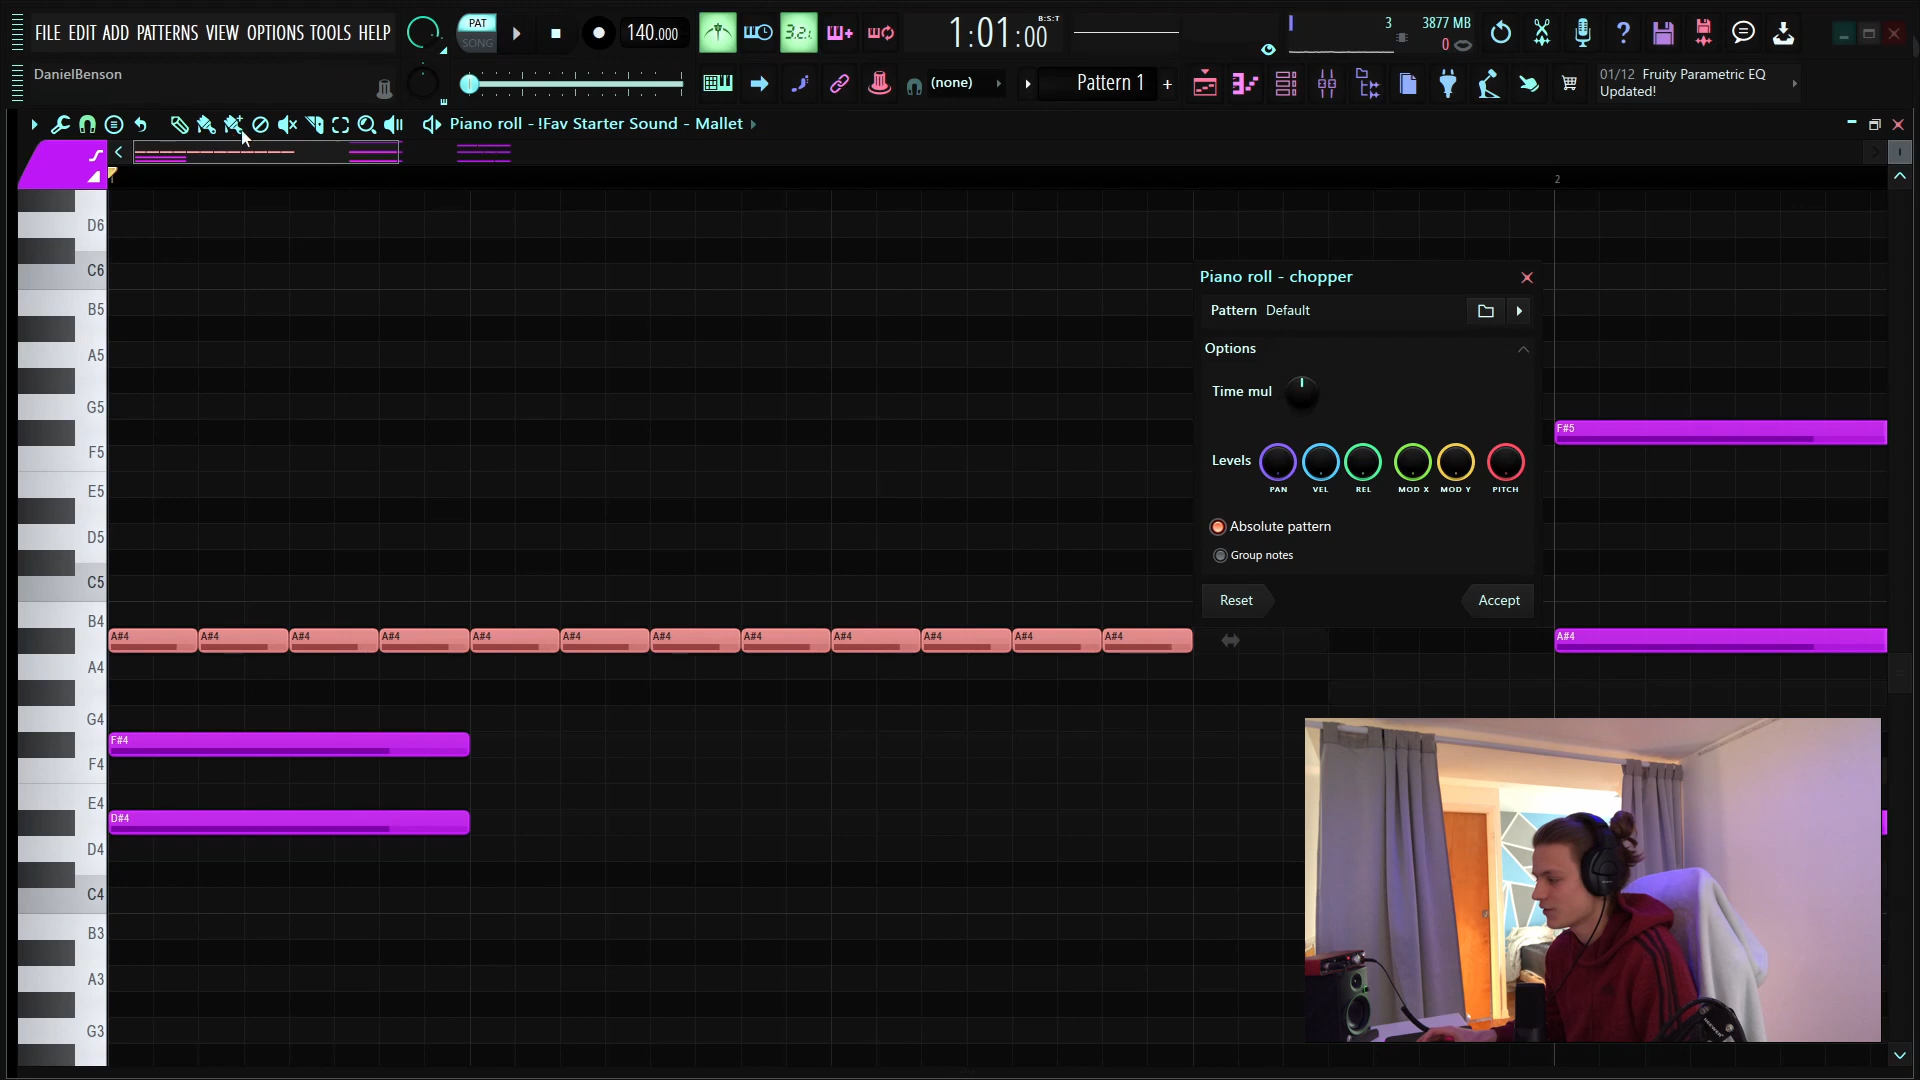 FILE EDIT ADD PATTERNS VIEW OPTIONS TOOLS HELP
PAT
SONG
140.000
3.2.
1:01:00
B:S:T
3
3877 MB
0
DanielBenson
(none)
Pattern 1
01/12 Fruity Parametric EQ
Updated!
Piano roll - !Fav Starter Sound - Mallet
2
D6
C6
B5
A5
G5
F5
E5
D5
C5
B4
A4
G4
F4
E4
D4
C4
B3
A3
G3
Piano roll - chopper
Pattern Default
Options
Time mul
Levels
PAN VEL REL MOD X MOD Y PITCH
Absolute pattern
Group notes
Reset
Accept
F#5
A#4 A#4 A#4 A#4 A#4 A#4 A#4 A#4 A#4 A#4 A#4 A#4
A#4
F#4
D#4